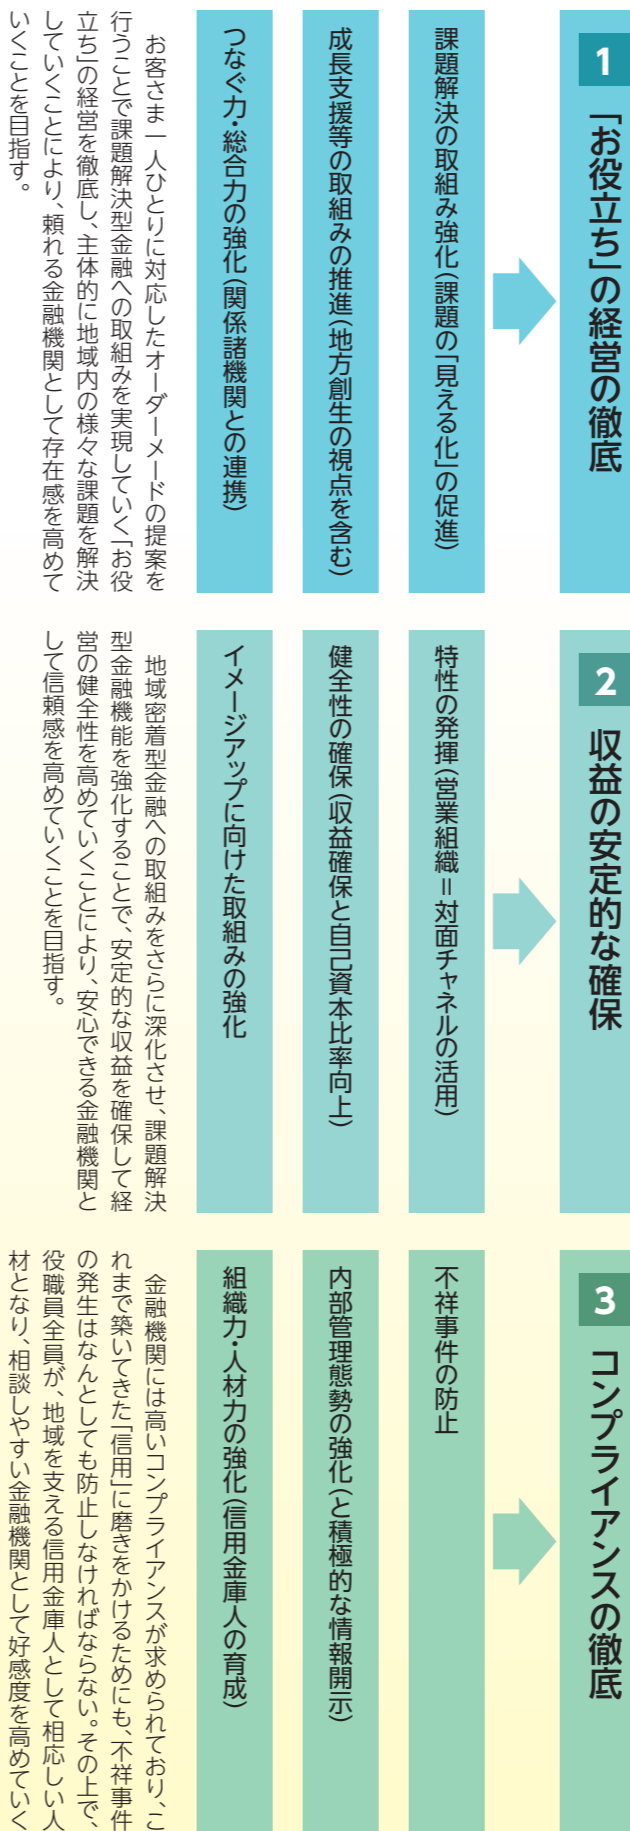 1
「お役立ち」の経営の徹底
課題解決の取組み強化(課題の「見える化」の促進)
成長支援等の取組みの推進(地方創生の視点を含む)
つなぐ力・総合力の強化(関係諸機関との連携)
お客さま一人ひとりに対応したオーダーメードの提案を
行うことで課題解決型金融への取組みを実現していく「お役
立ち」の経営を徹底し、主体的に地域内の様々な課題を解決
していくことにより、頼れる金融機関として存在感を高めて
いくことを目指す。
2
収益の安定的な確保
特性の発揮(営業組織=対面チャネルの活用)
健全性の確保(収益確保と自己資本比率向上)
イメージアップに向けた取組みの強化
地域密着型金融への取組みをさらに深化させ、課題解決
型金融機能を強化することで、安定的な収益を確保して経
営の健全性を高めていくことにより、安心できる金融機関と
して信頼感を高めていくことを目指す。
3
コンプライアンスの徹底
不祥事件の防止
内部管理態勢の強化(と積極的な情報開示)
組織力・人材力の強化(信用金庫人の育成)
金融機関には高いコンプライアンスが求められており、こ
れまで築いてきた「信用」に磨きをかけるためにも、不祥事件
の発生はなんとしても防止しなければならない。その上で、
役職員全員が、地域を支える信用金庫人として相応しい人
材となり、相談しやすい金融機関として好感度を高めていく